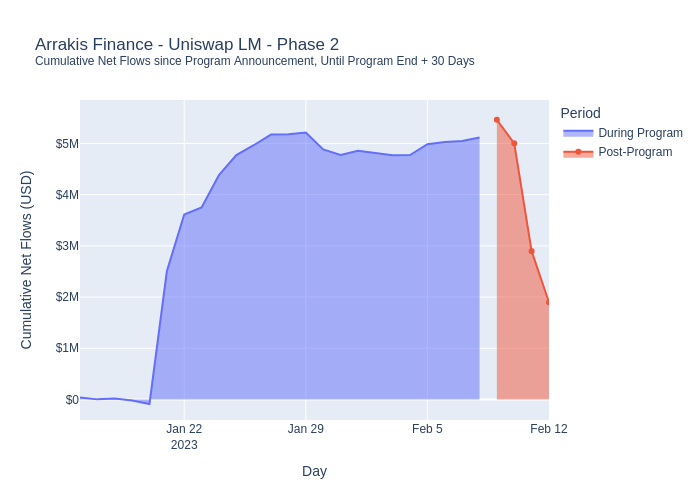 Arrakis Finance - Uniswap LM - Phase 2
Cumulative Net Flows since Program Announcement, Until Program End + 30 Days
Period
During Program
Post-Program
Cumulative Net Flows (USD)
$5M
$4M
$3M
$2M
$1M
$0
Jan 22
2023
Jan 29
Feb 5
Feb 12
Day